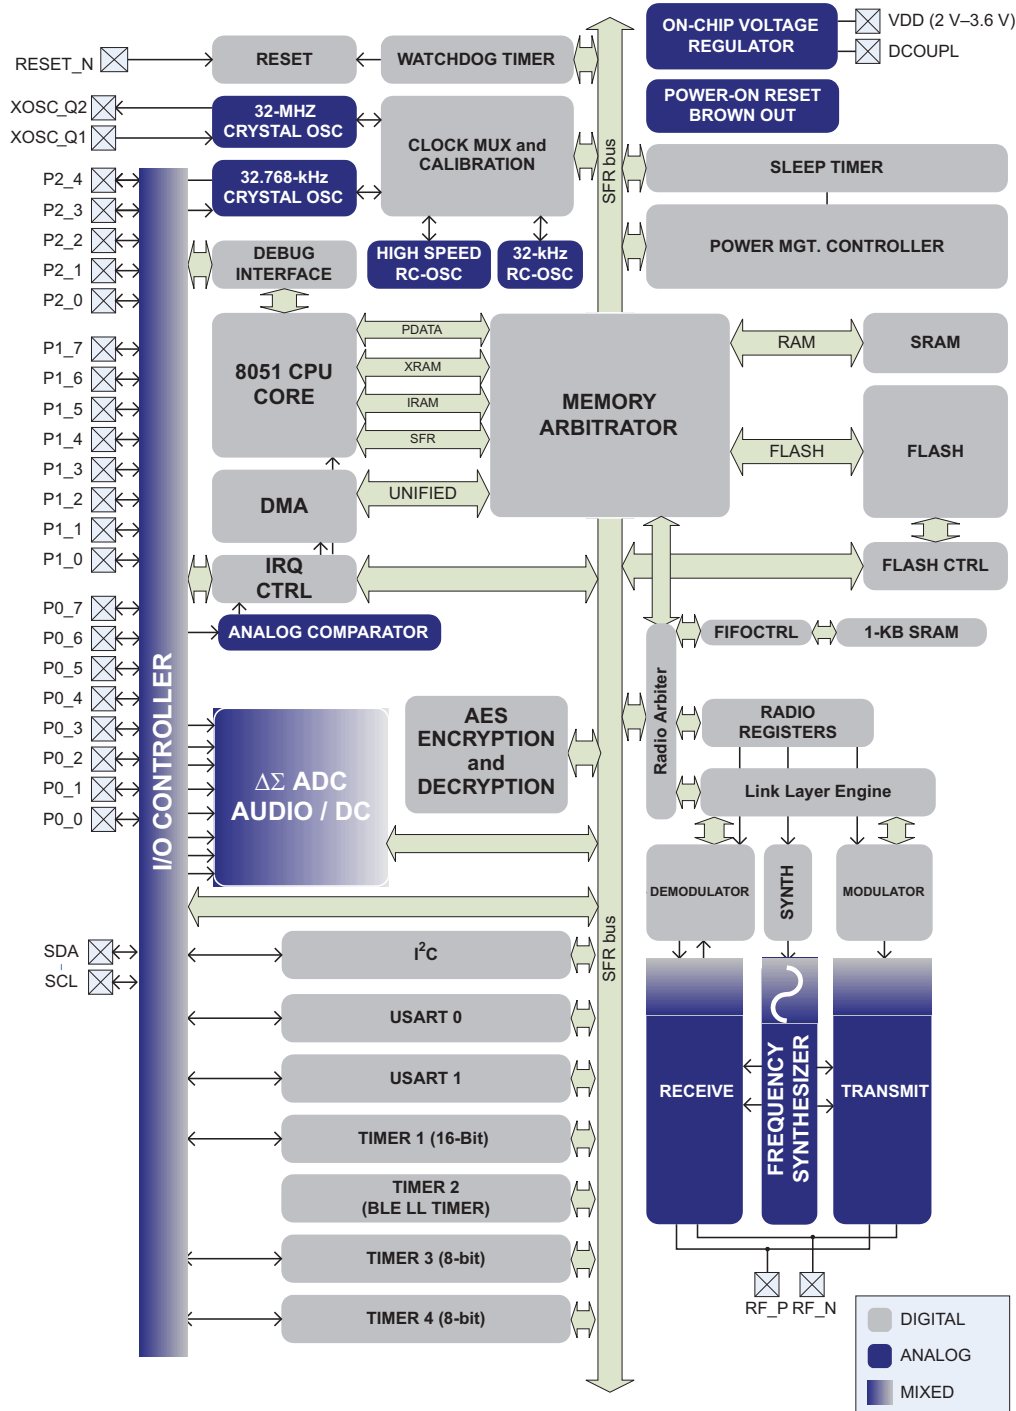 RESET_N
XOSC_Q2
XOSC_Q1
P2_4
P2_3
P2_2
P2_1
P2_0
P1_7
P1_6
P1_5
P1_4
P1_3
P1_2
P1_1
P1_0
P0_7
P0_6
P0_5
P0_4
P0_3
P0_2
P0_1
P0_0
SDA
SCL
I/O CONTROLLER
RESET
WATCHDOG TIMER
32-MHZ
CRYSTAL OSC
CLOCK MUX and
CALIBRATION
32.768-kHz
CRYSTAL OSC
DEBUG
INTERFACE
HIGH SPEED
RC-OSC
32-kHz
RC-OSC
SFR bus
ON-CHIP VOLTAGE
REGULATOR
VDD (2 V–3.6 V)
DCOUPL
POWER-ON RESET
BROWN OUT
SLEEP TIMER
POWER MGT. CONTROLLER
8051 CPU
CORE
PDATA
XRAM
IRAM
SFR
MEMORY
ARBITRATOR
RAM
SRAM
FLASH
FLASH
DMA
UNIFIED
IRQ
CTRL
FLASH CTRL
ANALOG COMPARATOR
Radio Arbiter
FIFOCTRL
1-KB SRAM
ΔΣ ADC
AUDIO / DC
AES
ENCRYPTION
and
DECRYPTION
RADIO
REGISTERS
Link Layer Engine
DEMODULATOR
SYNTH
MODULATOR
SFR bus
I2C
USART 0
USART 1
TIMER 1 (16-Bit)
TIMER 2
(BLE LL TIMER)
TIMER 3 (8-bit)
TIMER 4 (8-bit)
RECEIVE
FREQUENCY
SYNTHESIZER
TRANSMIT
RF_P
RF_N
DIGITAL
ANALOG
MIXED